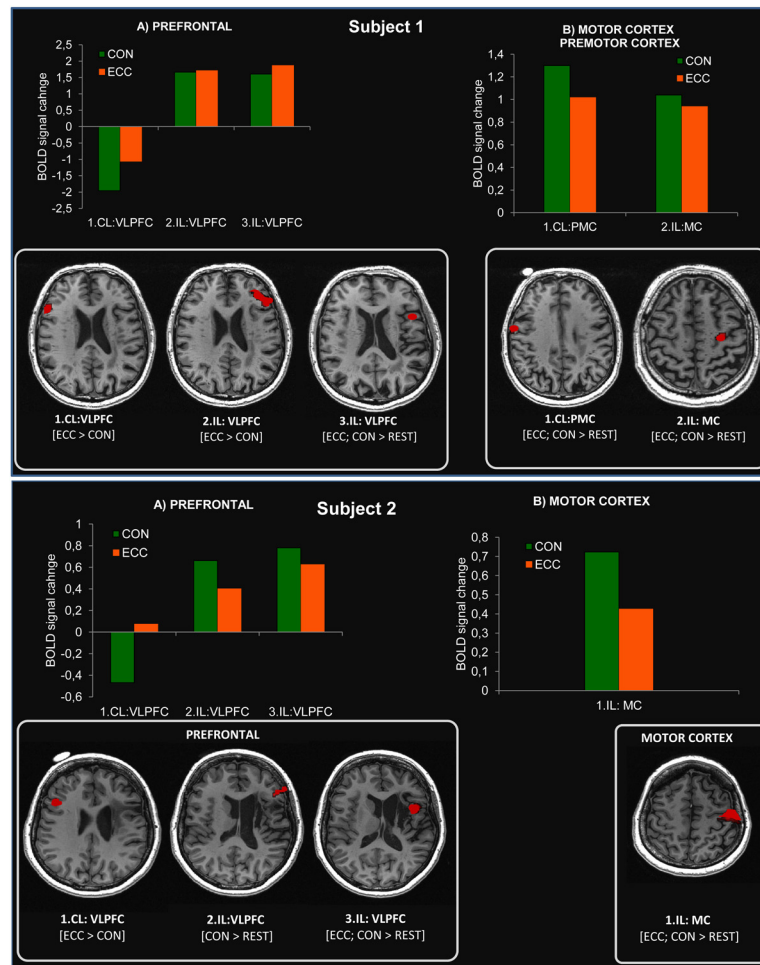 Subject 1
A) PREFRONTAL
CON
ECC
BOLD signal cahnge
2,5
2
1,5
1
0,5
0
-0,5
-1
-1,5
-2
-2,5
1.CL:VLPFC 2.IL:VLPFC 3.IL:VLPFC
B) MOTOR CORTEX
PREMOTOR CORTEX
CON
ECC
BOLD signal change
1,4
1,2
1
0,8
0,6
0,4
0,2
0
1.CL:PMC 2.IL:MC
1.CL:VLPFC
[ECC > CON]
2.IL: VLPFC
[ECC > CON]
3.IL: VLPFC
[ECC; CON > REST]
1.CL:PMC
[ECC; CON > REST]
2.IL: MC
[ECC; CON > REST]
Subject 2
A) PREFRONTAL
CON
ECC
BOLD signal cahnge
1
0,8
0,6
0,4
0,2
0
-0,2
-0,4
-0,6
1.CL:VLPFC 2.IL:VLPFC 3.IL:VLPFC
B) MOTOR CORTEX
CON
ECC
BOLD signal change
0,8
0,7
0,6
0,5
0,4
0,3
0,2
0,1
0
1.IL: MC
PREFRONTAL
1.CL: VLPFC
[ECC > CON]
2.IL:VLPFC
[CON > REST]
3.IL: VLPFC
[ECC; CON > REST]
MOTOR CORTEX
1.IL: MC
[ECC; CON > REST]